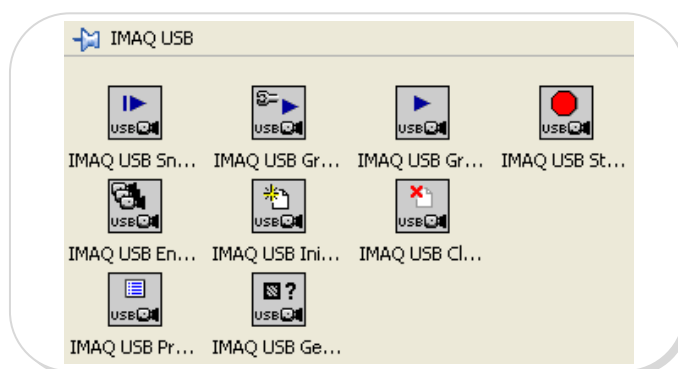 IMAQ USB
USB USB USB USB
IMAQ USB Sn... IMAQ USB Gr... IMAQ USB Gr... IMAQ USB St...
USB USB USB
IMAQ USB En... IMAQ USB Ini... IMAQ USB Cl...
? 
USB USB
IMAQ USB Pr... IMAQ USB Ge...